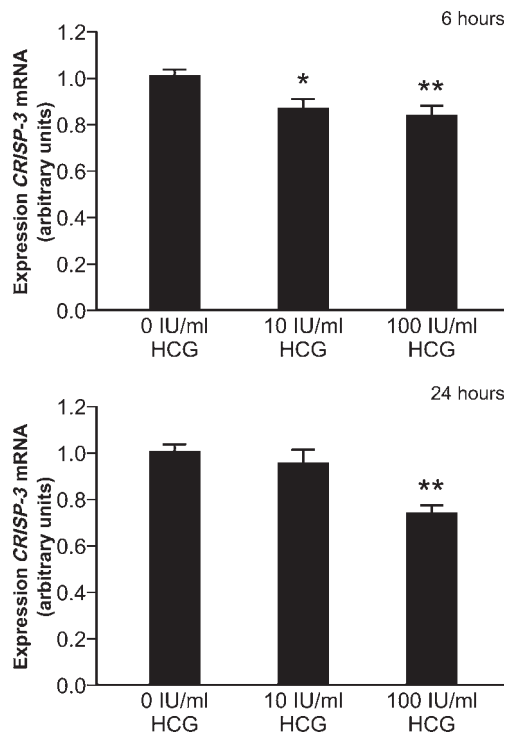 6 hours
Expression CRISP-3 mRNA
(arbitrary units)
1.2
1.0
0.8
0.6
0.4
0.2
0.0
*
**
0 IU/ml
HCG
10 IU/ml
HCG
100 IU/ml
HCG
24 hours
Expression CRISP-3 mRNA
(arbitrary units)
1.2
1.0
0.8
0.6
0.4
0.2
0.0
**
0 IU/ml
HCG
10 IU/ml
HCG
100 IU/ml
HCG